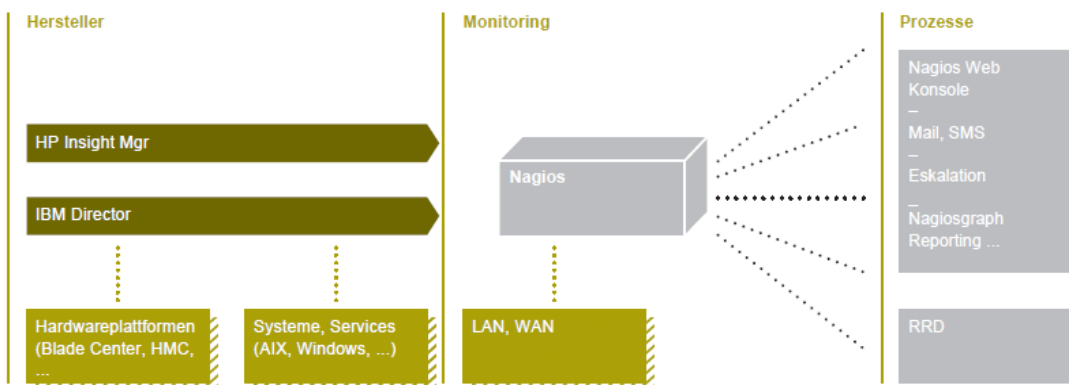 Hersteller
Monitoring
Prozesse
HP Insight Mgr
IBM Director
Hardwareplattformen
(Blade Center, HMC,
...
Systeme, Services
(AIX, Windows, ...)
Nagios
LAN, WAN
Nagios Web
Konsole
–
Mail, SMS
–
Eskalation
–
Nagiosgraph
Reporting ...
RRD